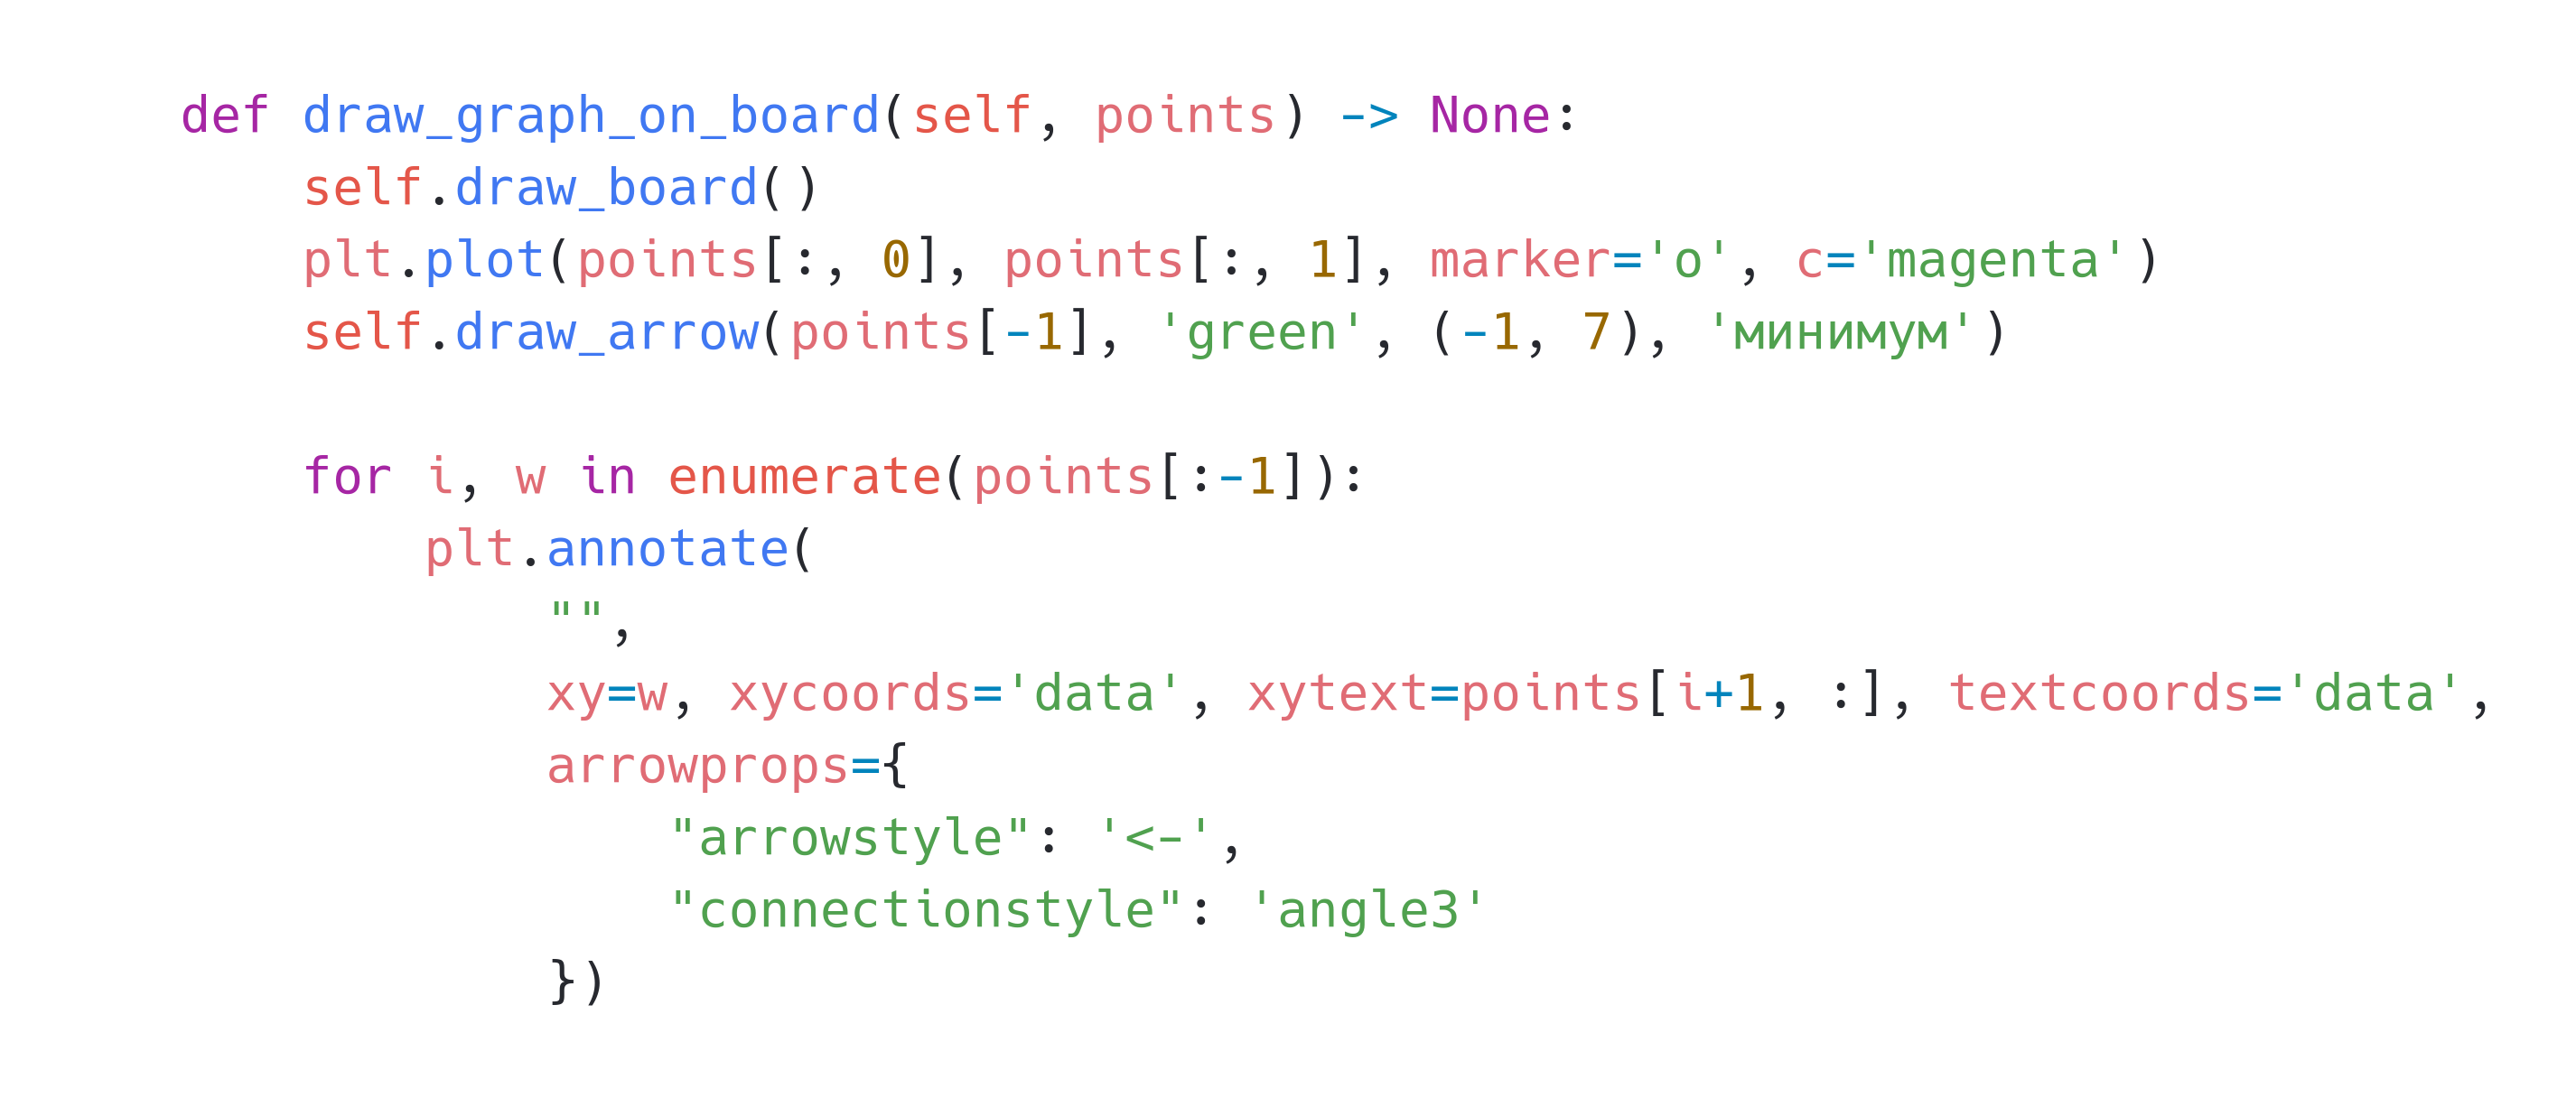 def draw_graph_on_board(self, points) -> None:
    self.draw_board()
    plt.plot(points[:, 0], points[:, 1], marker='o', c='magenta')
    self.draw_arrow(points[-1], 'green', (-1, 7), 'минимум')

    for i, w in enumerate(points[:-1]):
        plt.annotate(
            "",
            xy=w, xycoords='data', xytext=points[i+1, :], textcoords='data',
            arrowprops={
                "arrowstyle": '<-',
                "connectionstyle": 'angle3'
            })